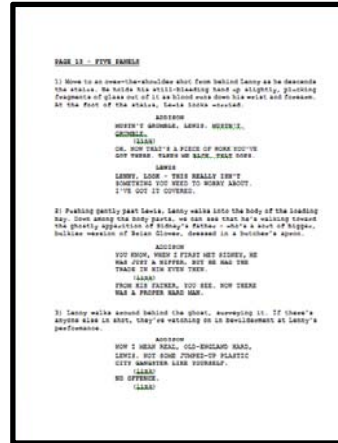 PAGE 13 - FIVE PANELS
1) Move to an over-the-shoulder shot from behind Lenny as he descends
the stairs. He holds his still-bleeding hand up slightly, plucking
fragments of glass out of it as blood runs down his wrist and forearm.
At the foot of the stairs, Lewis looks
ADDISON
MUSTN'T GRUMBLE, LEWIS. MUSTN'T
GRUMBLE.
(LINK)
OH, NOW THAT'S A PIECE OF WORK YOU'VE
GOT THERE. TAKES ME BACK, THAT DOES.
LEWIS
LENNY, LOOK - THIS REALLY ISN'T
SOMETHING YOU NEED TO WORRY ABOUT.
I'VE GOT IT COVERED.
2) Pushing gently past Lewis, Lenny walks into the body of the loading
bay. Down among the body parts, we can see that he's walking toward
the ghostly apparition of Sidney's father - who's a sort of bigger,
bulkier version of Brian Glover, dressed in a butcher's apron.
ADDISON
YOU KNOW, WHEN I FIRST MET SIDNEY, HE
WAS JUST A NIPPER. BUT HE HAD THE
TRADE IN HIM EVEN THEN.
(LINK)
FROM HIS FATHER, YOU SEE. NOW THERE
WAS A PROPER HARD MAN.
3) Lenny walks around behind the ghost, surveying it. If there's
anyone else in shot, they're watching on in bewilderment at Lenny's
performance.
ADDISON
NOW I MEAN REAL, OLD-ENGLAND HARD,
LEWIS. NOT SOME JUMPED-UP PLASTIC
CITY GANGSTER LIKE YOURSELF.
(LINK)
NO OFFENCE.
(LINK)